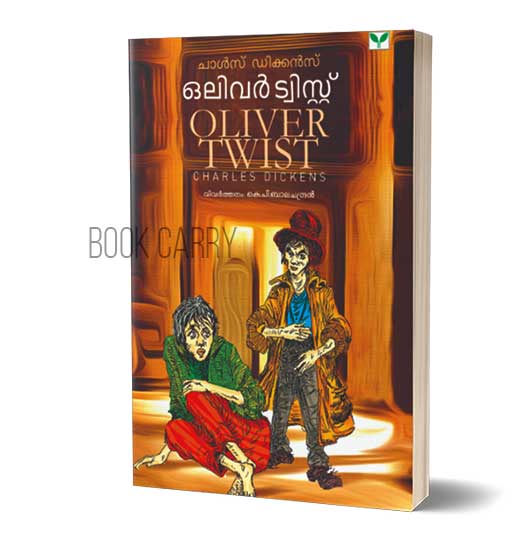 ചാൾസ് ഡിക്കൻസ്
ഒലിവർ ട്വിസ്റ്റ്
OLIVER
TWIST
CHARLES DICKENS
വിവർത്തനം: കെ.പി.ബാലചന്ദ്രൻ
BOOK CARRY